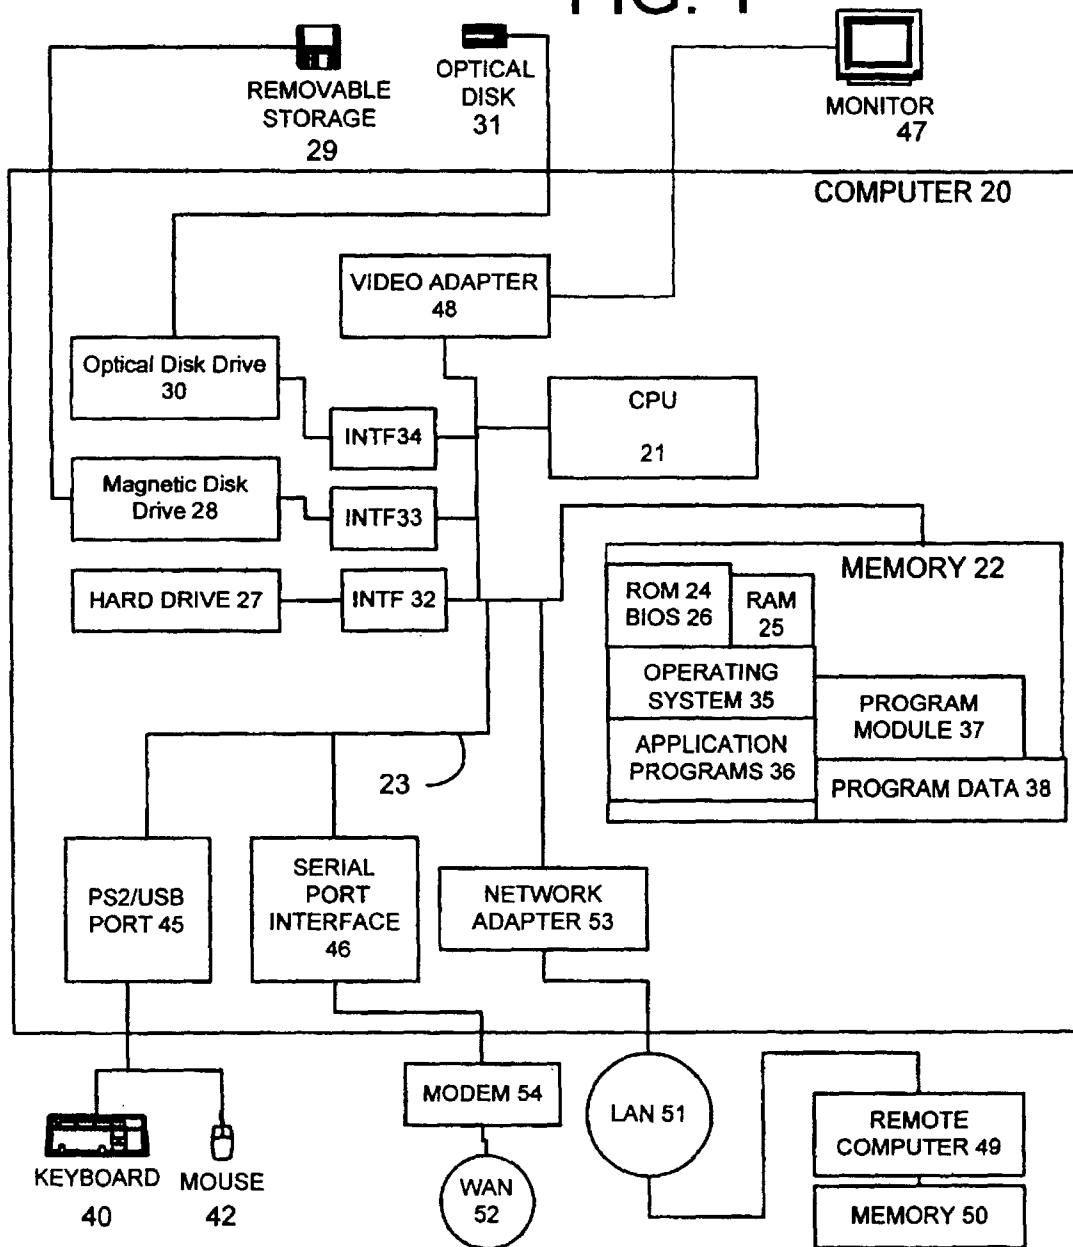 FIG. 1
REMOVABLE
STORAGE
29
OPTICAL
DISK
31
MONITOR
47
COMPUTER 20
VIDEO ADAPTER
48
Optical Disk Drive
30
CPU
21
INTF34
Magnetic Disk
Drive 28
INTF33
HARD DRIVE 27
INTF 32
MEMORY 22
ROM 24
BIOS 26
RAM
25
OPERATING
SYSTEM 35
PROGRAM
MODULE 37
APPLICATION
PROGRAMS 36
PROGRAM DATA 38
23
PS2/USB
PORT 45
SERIAL
PORT
INTERFACE
46
NETWORK
ADAPTER 53
MODEM 54
LAN 51
REMOTE
COMPUTER 49
KEYBOARD
40
MOUSE
42
WAN
52
MEMORY 50